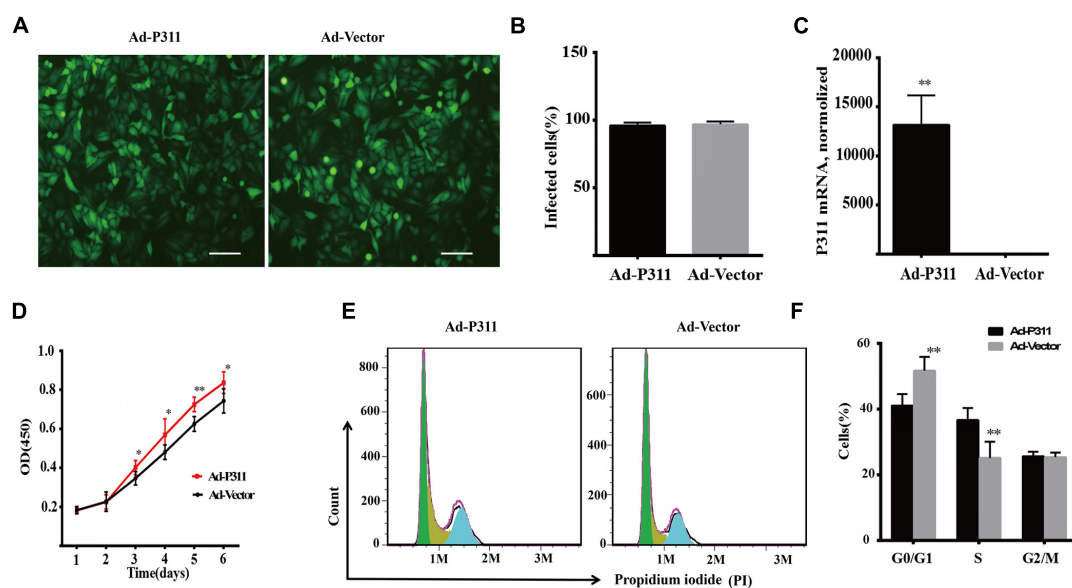 A
Ad-P311
Ad-Vector
B
150
100
50
Infected cells(%)
Ad-P311
Ad-Vector
C
20000
15000
10000
5000
P311 mRNA, normolized
**
Ad-P311
Ad-Vector
D
1.0
0.8
0.6
0.4
0.2
OD(450)
*
*
**
*
Ad-P311
Ad-Vector
1 2 3 4 5 6
Time(days)
E
Ad-P311
Ad-Vector
800
600
400
200
0
Count
1M 2M 3M
800
600
400
200
0
1M 2M 3M
Propidium iodide (PI)
F
Ad-P311
Ad-Vector
60
40
20
0
Cells(%)
**
**
G0/G1 S G2/M